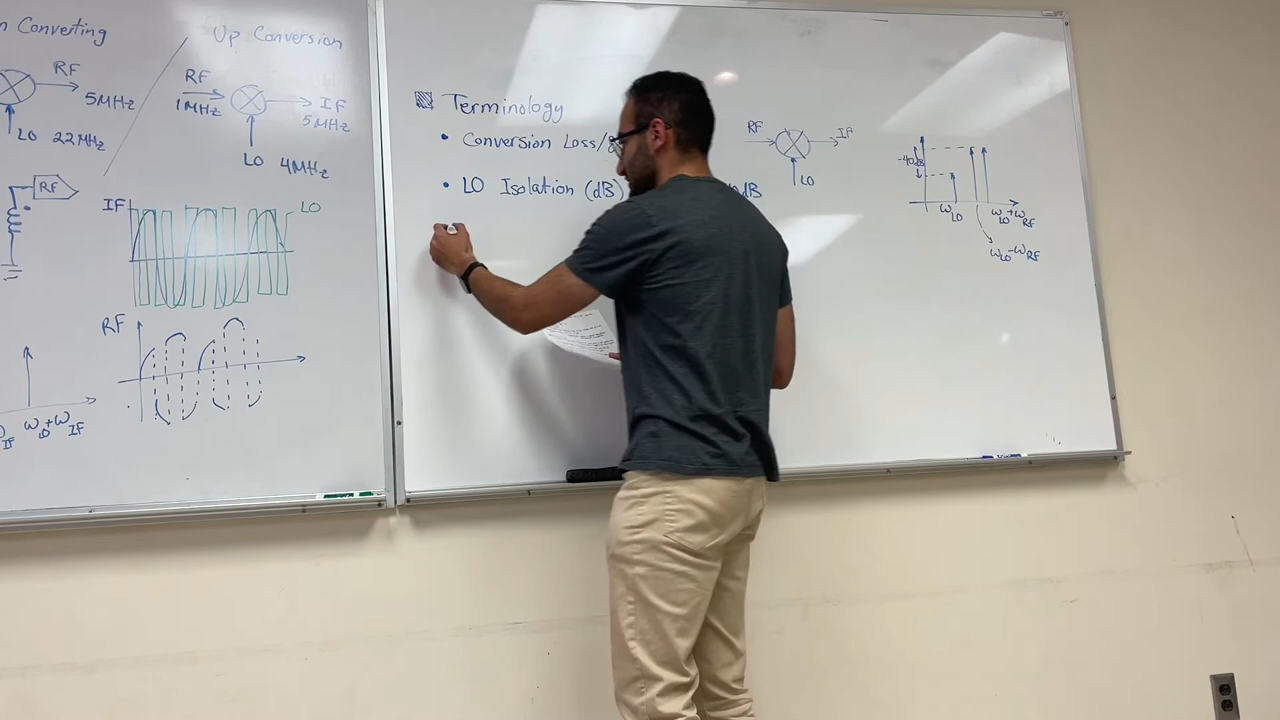 Converting
RF
5MHz
LO 22MHz
RF
Up Conversion
RF
1MHz
IF
5MHz
LO 4MHz
IF
LO
RF
ω_LO+ω_IF
Terminology
• Conversion Loss/
• LO Isolation (dB)
dB
RF
IF
LO
-40dB
ω_LO
ω_LO+ω_RF
ω_LO-ω_RF